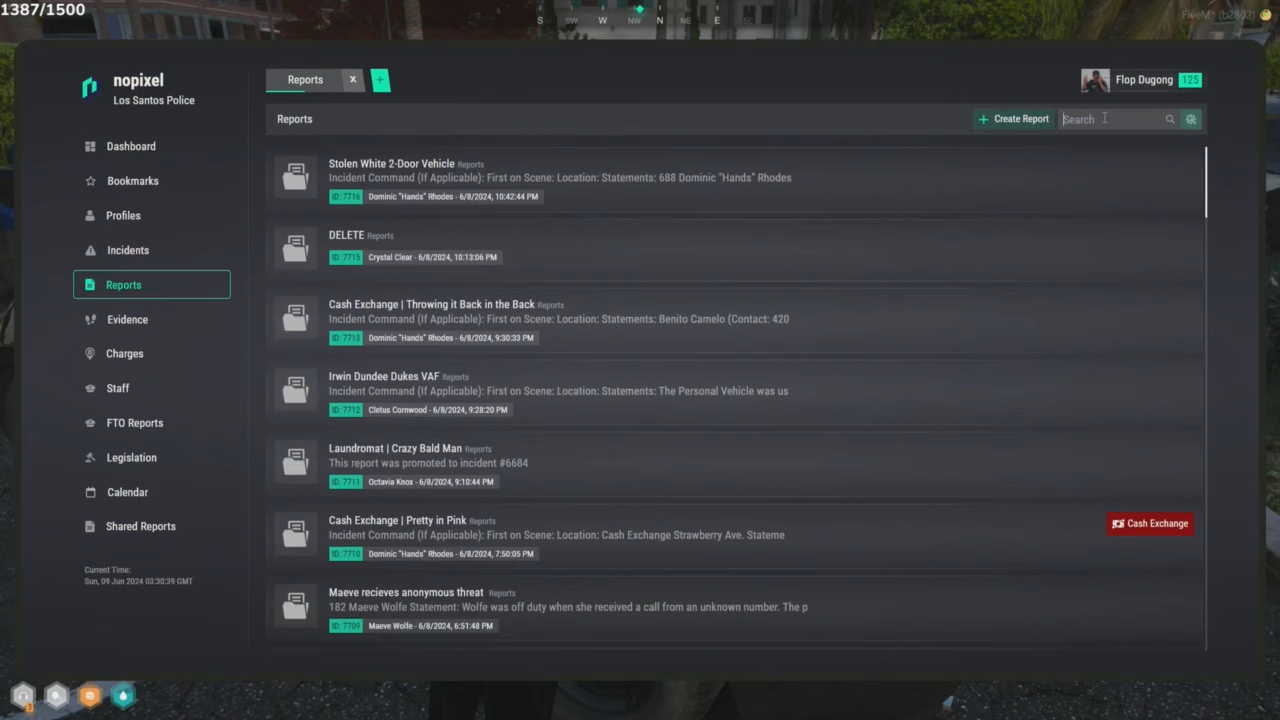 1387/1500
S SW W NW N NE E
FiveM® (b2802)
nopixel
Los Santos Police
Reports x +
Flop Dugong 125
Reports
+ Create Report
Search
Dashboard
Bookmarks
Profiles
Incidents
Reports
Evidence
Charges
Staff
FTO Reports
Legislation
Calendar
Shared Reports
Current Time:
Sun, 09 Jun 2024 03:30:39 GMT
Stolen White 2-Door Vehicle Reports
Incident Command (If Applicable): First on Scene: Location: Statements: 688 Dominic "Hands" Rhodes
ID: 7716 Dominic "Hands" Rhodes - 6/8/2024, 10:42:44 PM
DELETE Reports
ID: 7715 Crystal Clear - 6/8/2024, 10:13:06 PM
Cash Exchange | Throwing it Back in the Back Reports
Incident Command (If Applicable): First on Scene: Location: Statements: Benito Camelo (Contact: 420
ID: 7713 Dominic "Hands" Rhodes - 6/8/2024, 9:30:33 PM
Irwin Dundee Dukes VAF Reports
Incident Command (If Applicable): First on Scene: Location: Statements: The Personal Vehicle was us
ID: 7712 Cletus Cornwood - 6/8/2024, 9:28:20 PM
Laundromat | Crazy Bald Man Reports
This report was promoted to incident #6684
ID: 7711 Octavia Knox - 6/8/2024, 9:10:44 PM
Cash Exchange | Pretty in Pink Reports
Incident Command (If Applicable): First on Scene: Location: Cash Exchange Strawberry Ave. Stateme
ID: 7710 Dominic "Hands" Rhodes - 6/8/2024, 7:50:05 PM
Cash Exchange
Maeve recieves anonymous threat Reports
182 Maeve Wolfe Statement: Wolfe was off duty when she received a call from an unknown number. The p
ID: 7709 Maeve Wolfe - 6/8/2024, 6:51:48 PM
3